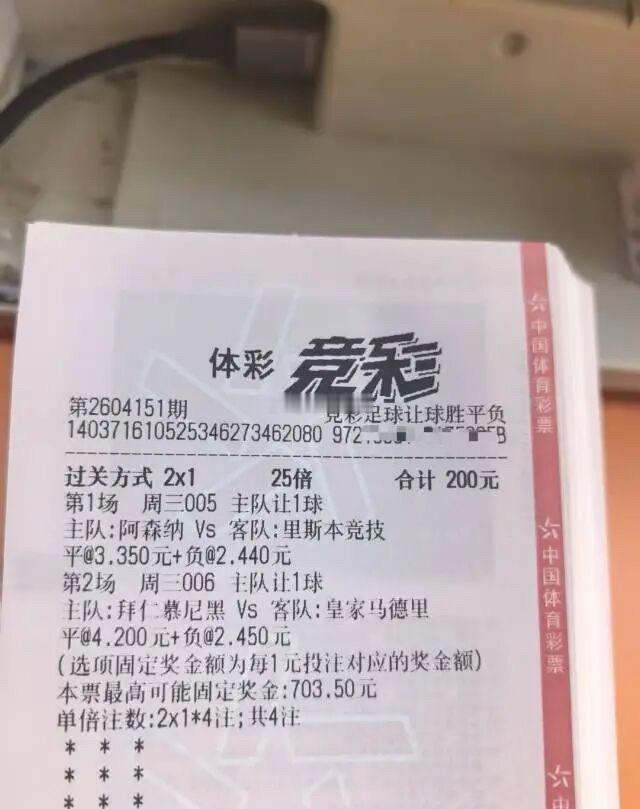 体彩 竞彩
第2604151期 竞彩足球让球胜平负
140371610525346273462080 972
过关方式 2x1 25倍 合计 200元
第1场 周三005 主队让1球
主队:阿森纳 Vs 客队:里斯本竞技
平@3.350元+负@2.440元
第2场 周三006 主队让1球
主队:拜仁慕尼黑 Vs 客队:皇家马德里
平@4.200元+负@2.450元
(选项固定奖金额为每1元投注对应的奖金额)
本票最高可能固定奖金:703.50元
单倍注数:2x1*4注;共4注
* * *
* * *
* * *
中国体育彩票
中国体育彩票
中